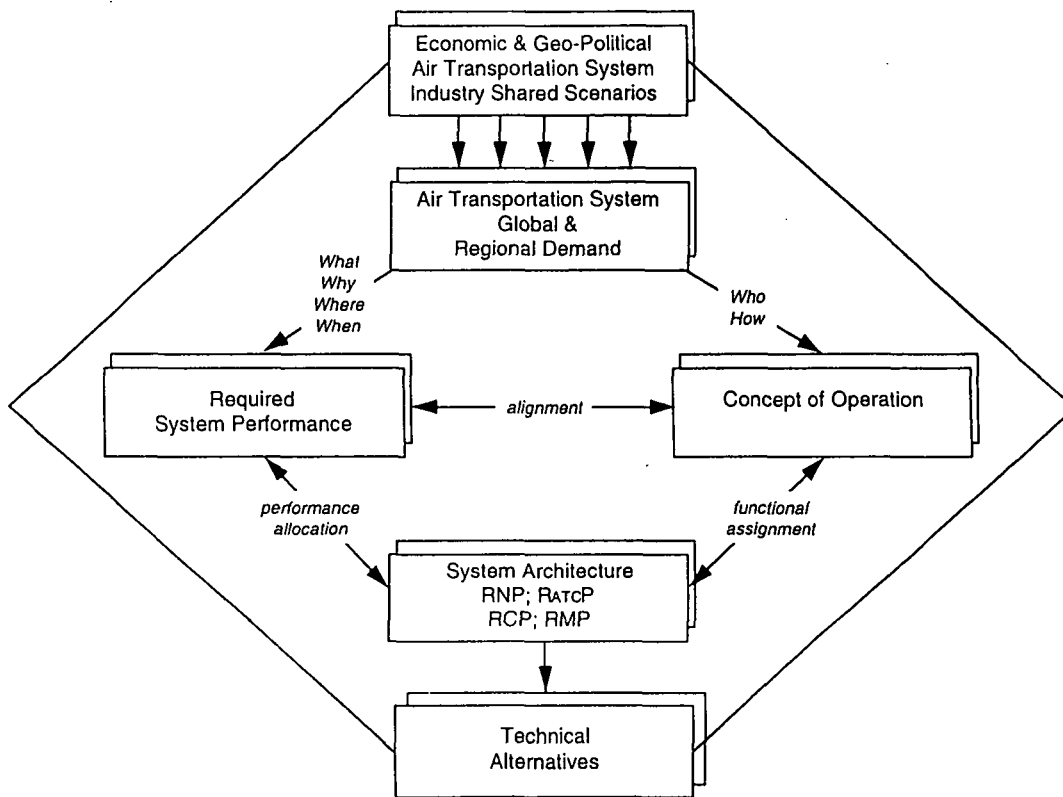 Economic & Geo-Political
Air Transportation System
Industry Shared Scenarios
Air Transportation System
Global &
Regional Demand
What
Why
Where
When
Who
How
Required
System Performance
alignment
Concept of Operation
performance
allocation
functional
assignment
System Architecture
RNP; RATCP
RCP; RMP
Technical
Alternatives